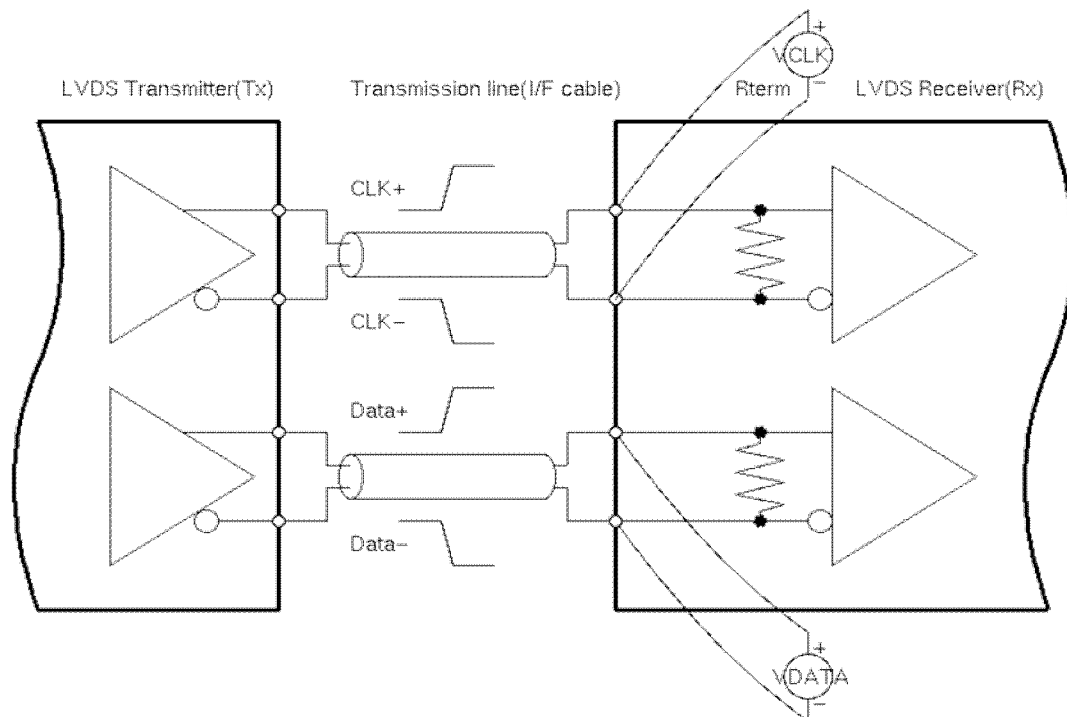 +
VCLK
−
LVDS Transmitter(Tx)
Transmission line(I/F cable)
Rterm
LVDS Receiver(Rx)
CLK+
CLK−
Data+
Data−
+
VDATA
−